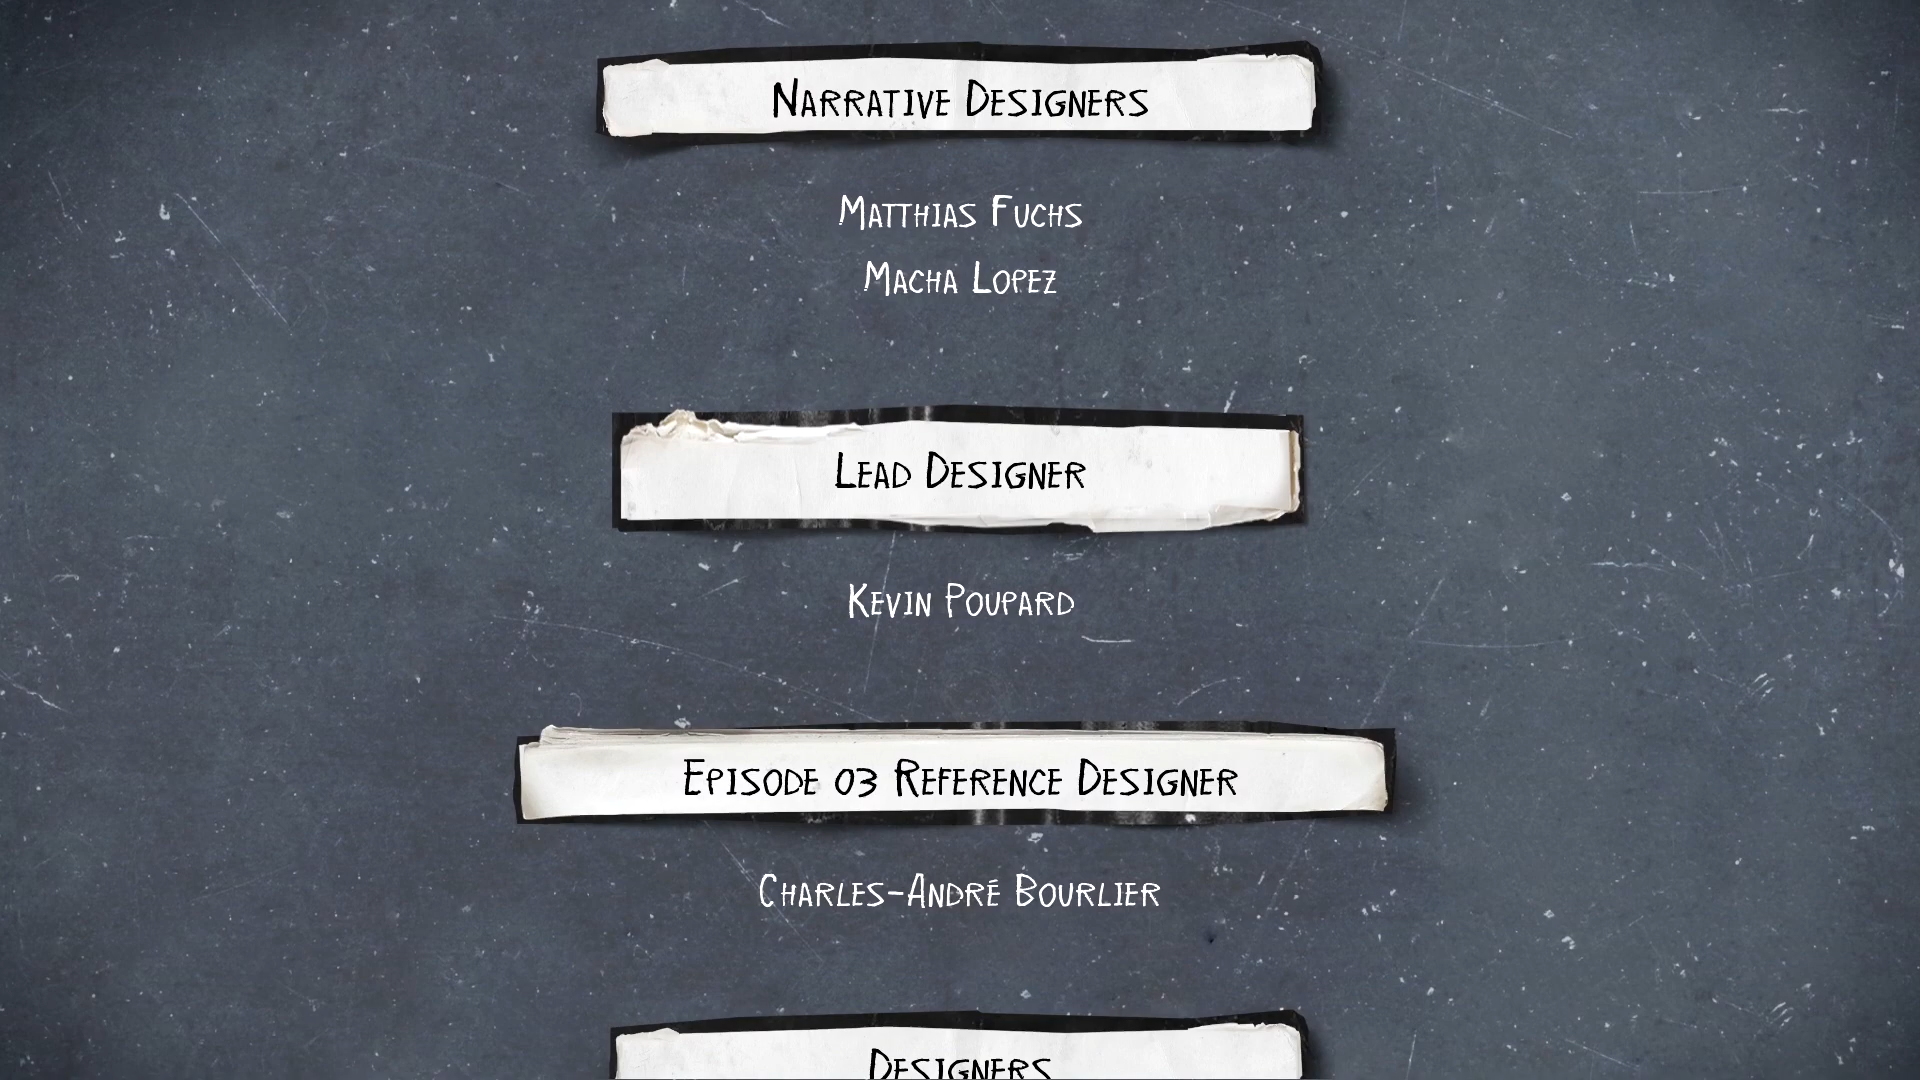 Narrative Designers
Matthias Fuchs
Macha Lopez
Lead Designer
Kevin Poupard
Episode 03 Reference Designer
Charles-André Bourlier
Designers